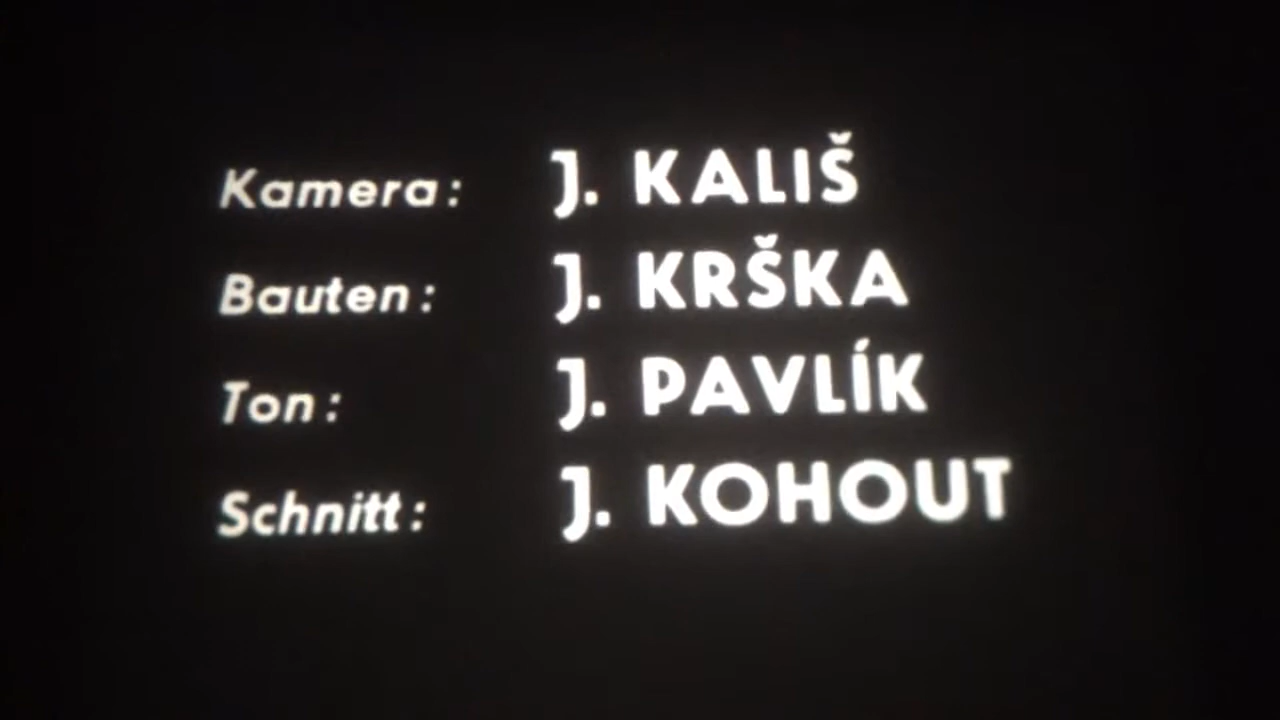 Kamera: J. KALIŠ
Bauten: J. KRŠKA
Ton: J. PAVLÍK
Schnitt: J. KOHOUT